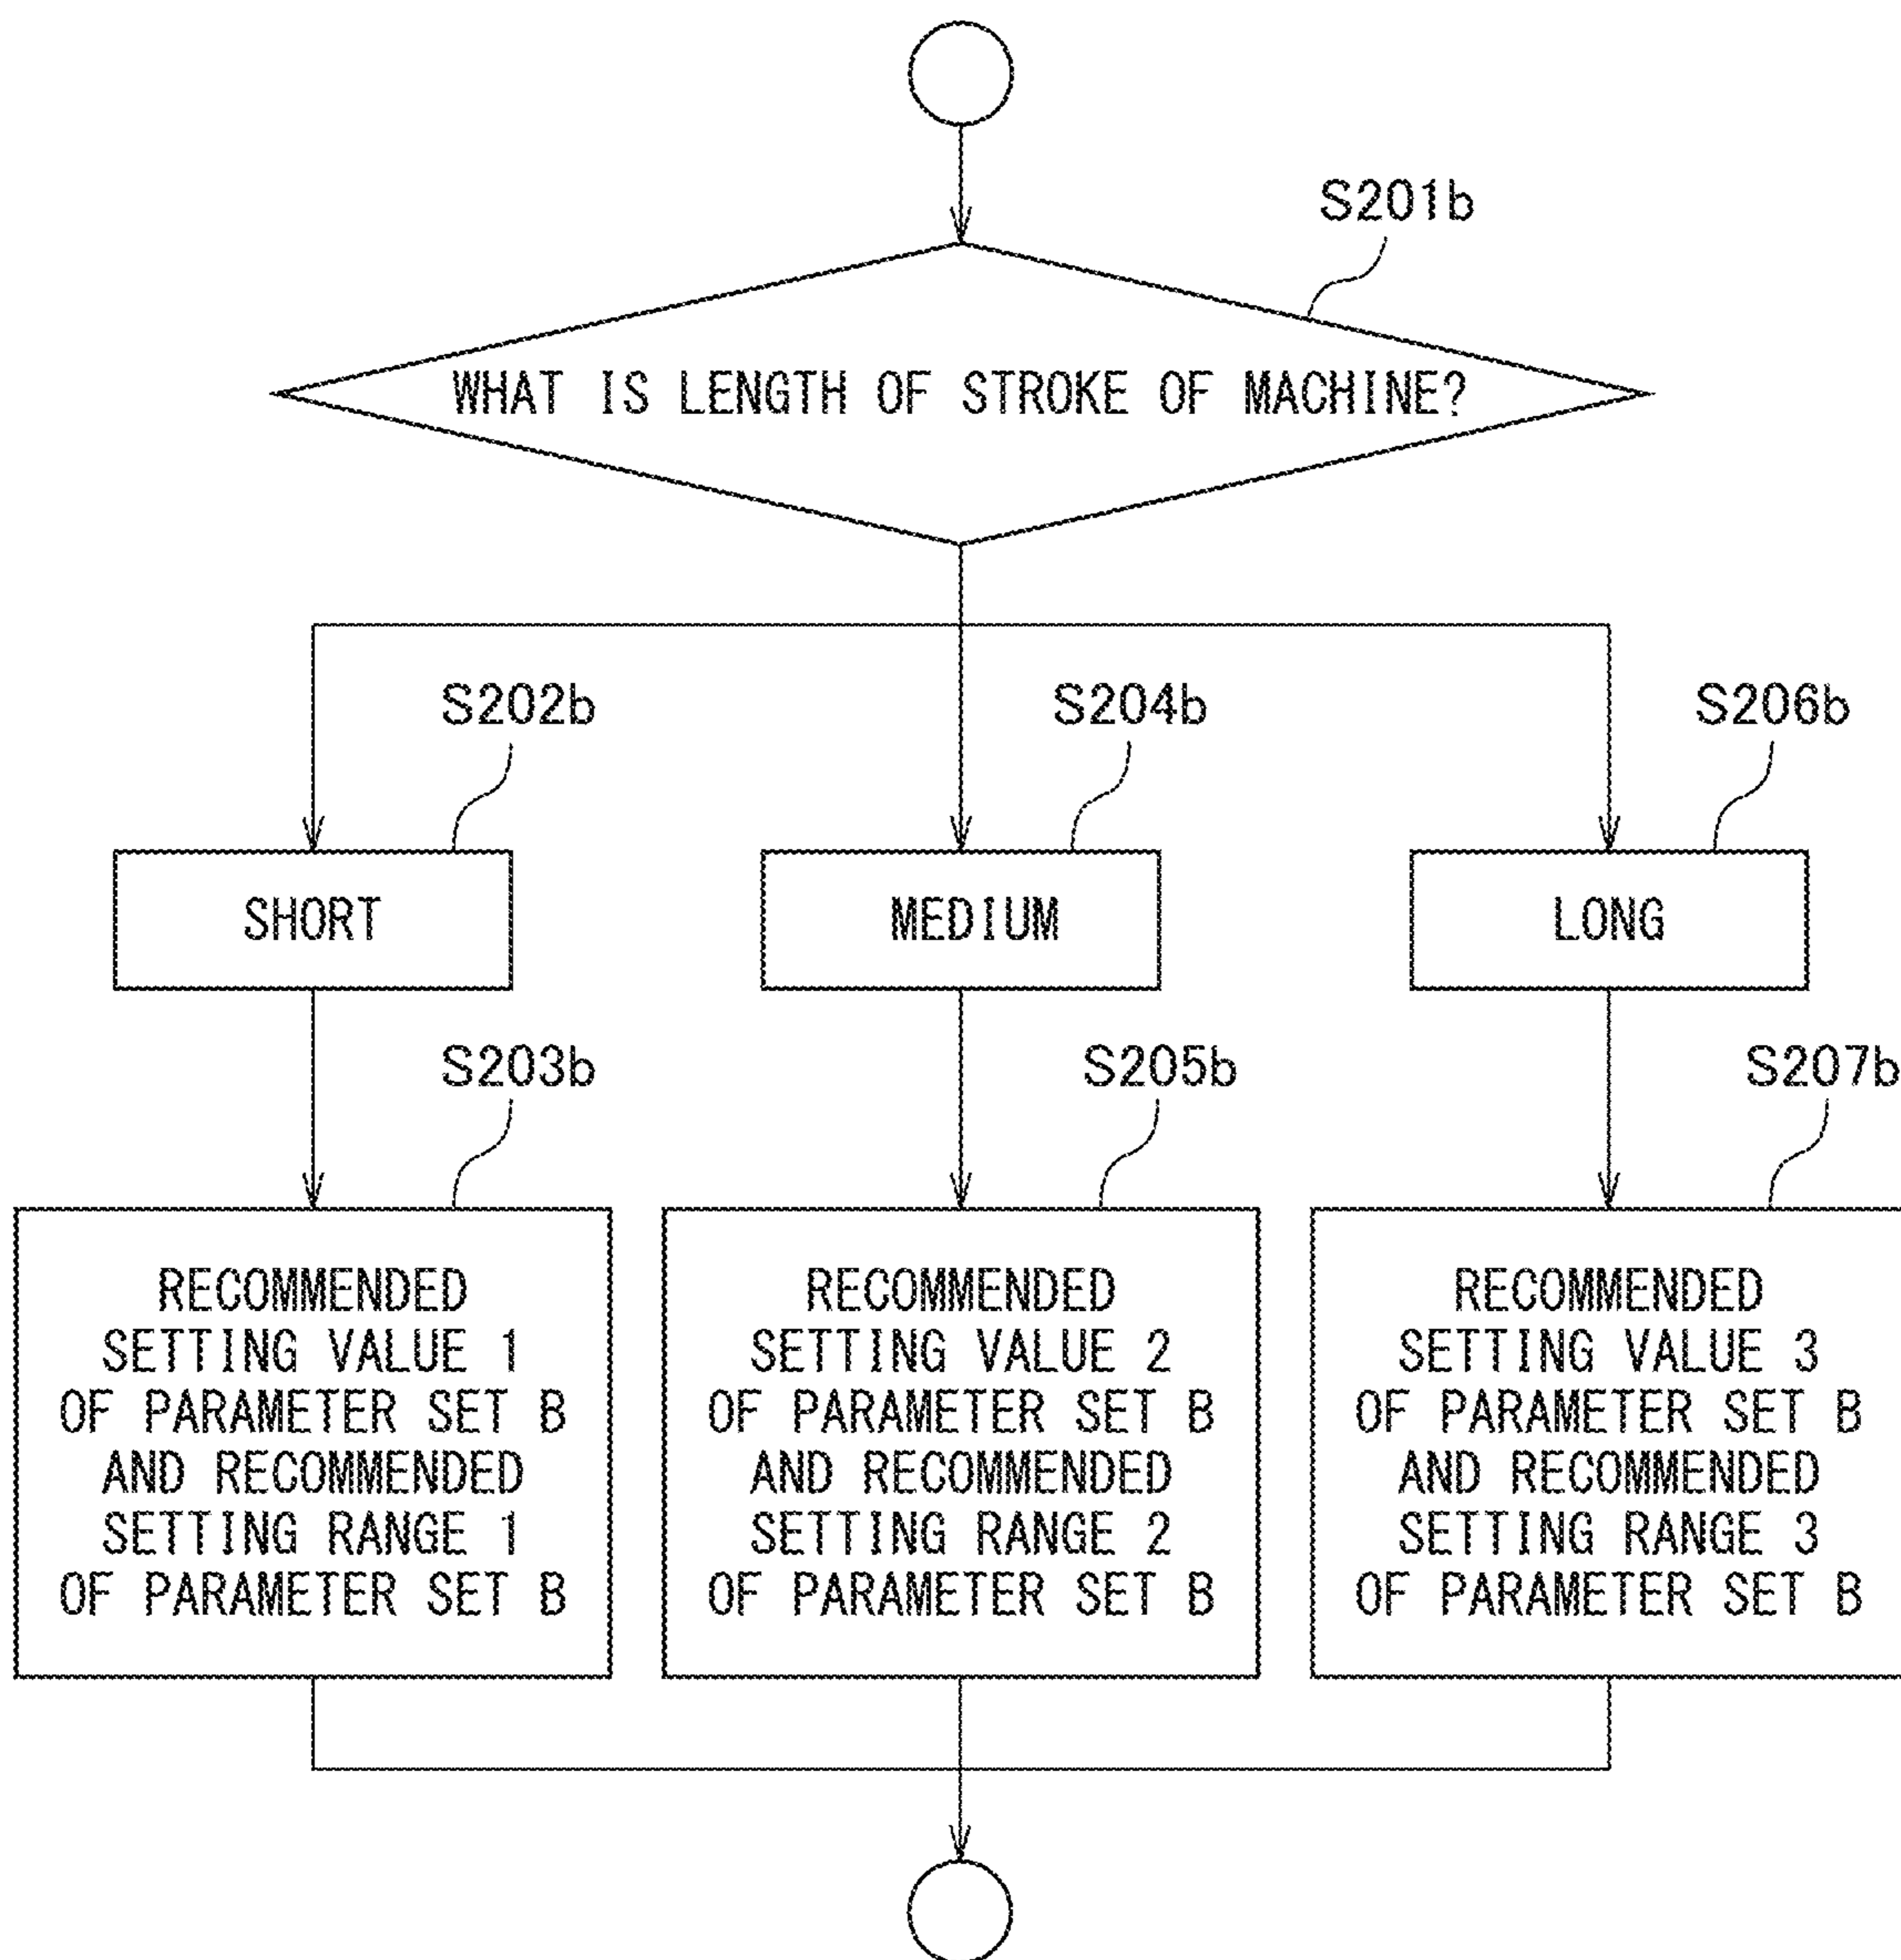 S201b
WHAT IS LENGTH OF STROKE OF MACHINE?
S202b
S204b
S206b
SHORT
MEDIUM
LONG
S203b
S205b
S207b
RECOMMENDED
SETTING VALUE 1
OF PARAMETER SET B
AND RECOMMENDED
SETTING RANGE 1
OF PARAMETER SET B
RECOMMENDED
SETTING VALUE 2
OF PARAMETER SET B
AND RECOMMENDED
SETTING RANGE 2
OF PARAMETER SET B
RECOMMENDED
SETTING VALUE 3
OF PARAMETER SET B
AND RECOMMENDED
SETTING RANGE 3
OF PARAMETER SET B